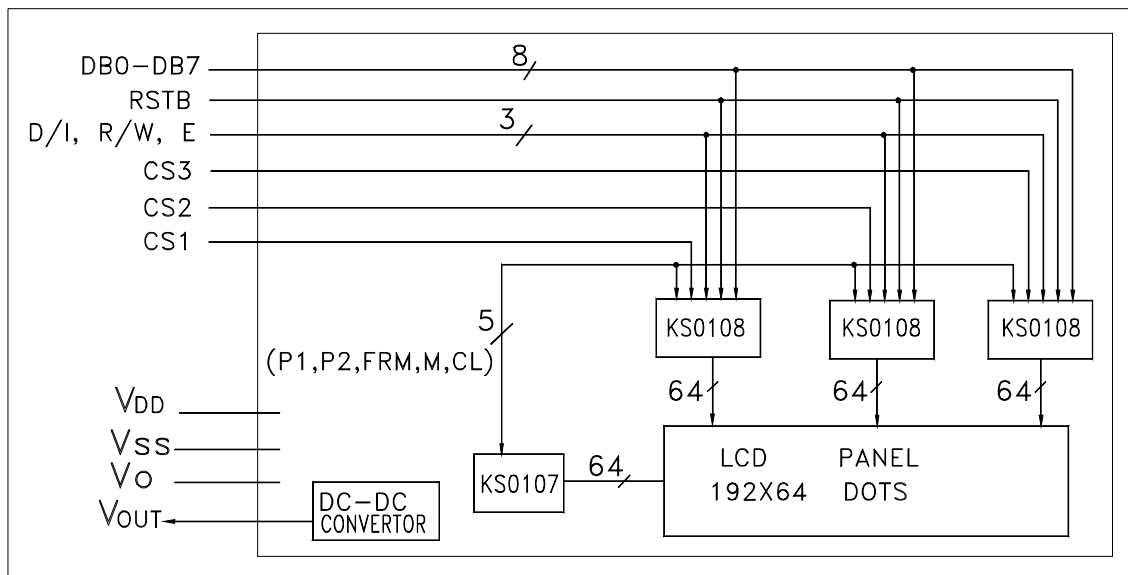 DB0-DB7
8
RSTB
D/I, R/W, E
3
CS3
CS2
CS1
5
(P1,P2,FRM,M,CL)
KS0108
KS0108
KS0108
64
64
64
VDD
VSS
VO
VOUT
DC-DC
CONVERTOR
KS0107
64
LCD PANEL
192X64 DOTS